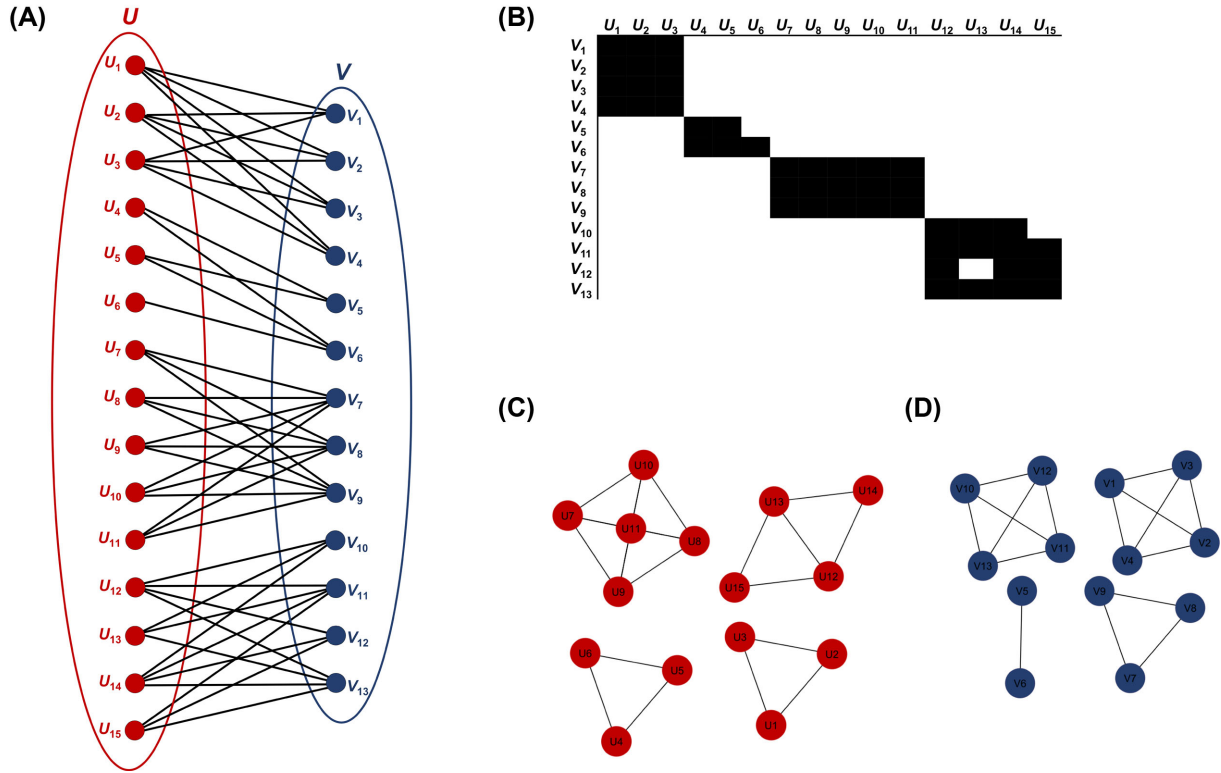 (A)
U
V
U1
U2
U3
U4
U5
U6
U7
U8
U9
U10
U11
U12
U13
U14
U15
V1
V2
V3
V4
V5
V6
V7
V8
V9
V10
V11
V12
V13
(B)
U1 U2 U3 U4 U5 U6 U7 U8 U9 U10 U11 U12 U13 U14 U15
V1
V2
V3
V4
V5
V6
V7
V8
V9
V10
V11
V12
V13
(C)
U10
U7
U11
U8
U9
U13
U14
U15
U12
U6
U5
U4
U3
U2
U1
(D)
V12
V10
V11
V13
V3
V1
V2
V4
V5
V6
V9
V8
V7